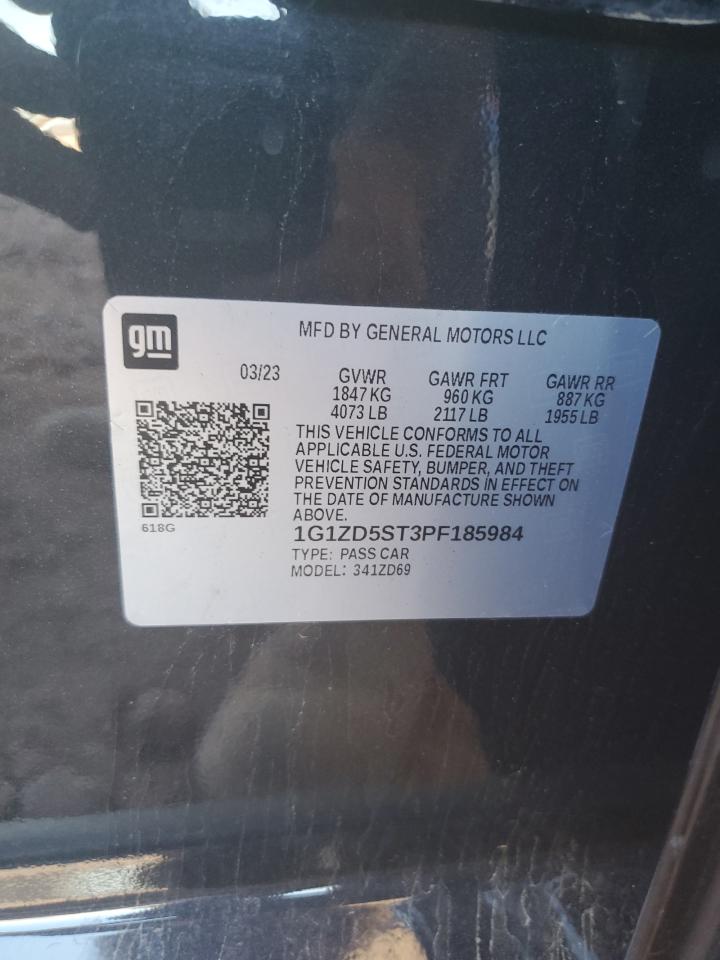 gm
MFD BY GENERAL MOTORS LLC
03/23
GVWR GAWR FRT GAWR RR
1847 KG 960 KG 887 KG
4073 LB 2117 LB 1955 LB
THIS VEHICLE CONFORMS TO ALL
APPLICABLE U.S. FEDERAL MOTOR
VEHICLE SAFETY, BUMPER, AND THEFT
PREVENTION STANDARDS IN EFFECT ON
THE DATE OF MANUFACTURE SHOWN
ABOVE.
618G
1G1ZD5ST3PF185984
TYPE: PASS CAR
MODEL: 341ZD69